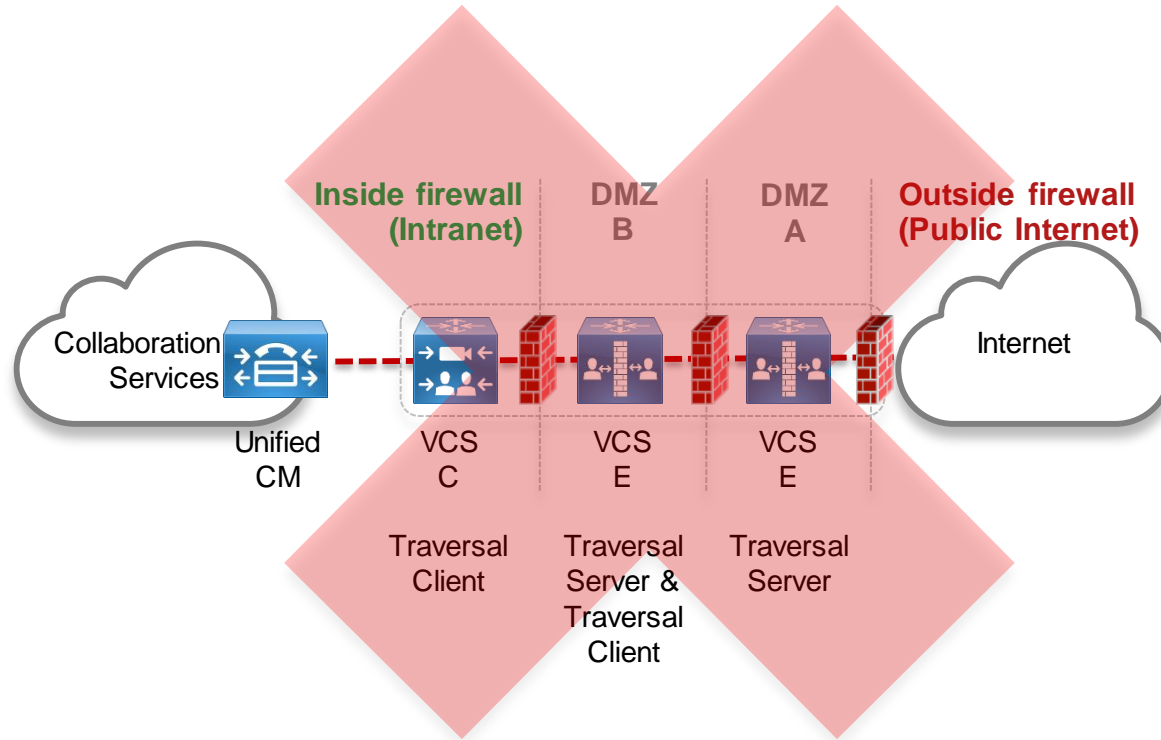 Inside firewall
(Intranet)
DMZ
B
DMZ
A
Outside firewall
(Public Internet)
Collaboration
Services
Internet
Unified
CM
VCS
C
VCS
E
VCS
E
Traversal
Client
Traversal
Server &
Traversal
Client
Traversal
Server